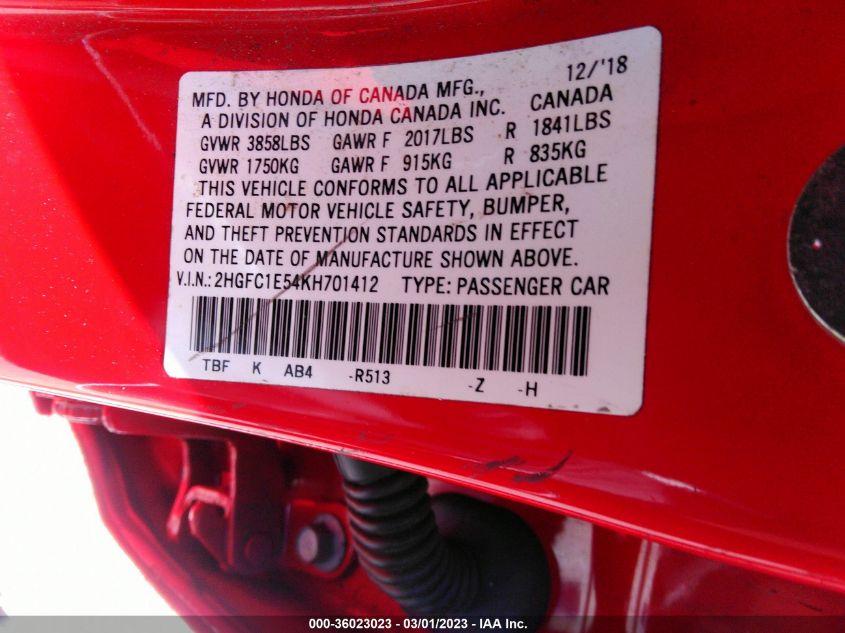 12/'18
MFD. BY HONDA OF CANADA MFG.,
A DIVISION OF HONDA CANADA INC. CANADA
GVWR 3858LBS GAWR F 2017LBS R 1841LBS
GVWR 1750KG GAWR F 915KG R 835KG
THIS VEHICLE CONFORMS TO ALL APPLICABLE
FEDERAL MOTOR VEHICLE SAFETY, BUMPER,
AND THEFT PREVENTION STANDARDS IN EFFECT
ON THE DATE OF MANUFACTURE SHOWN ABOVE.
V.I.N.: 2HGFC1E54KH701412 TYPE: PASSENGER CAR
TBF K AB4 -R513 -Z -H
000-36023023 - 03/01/2023 - IAA Inc.